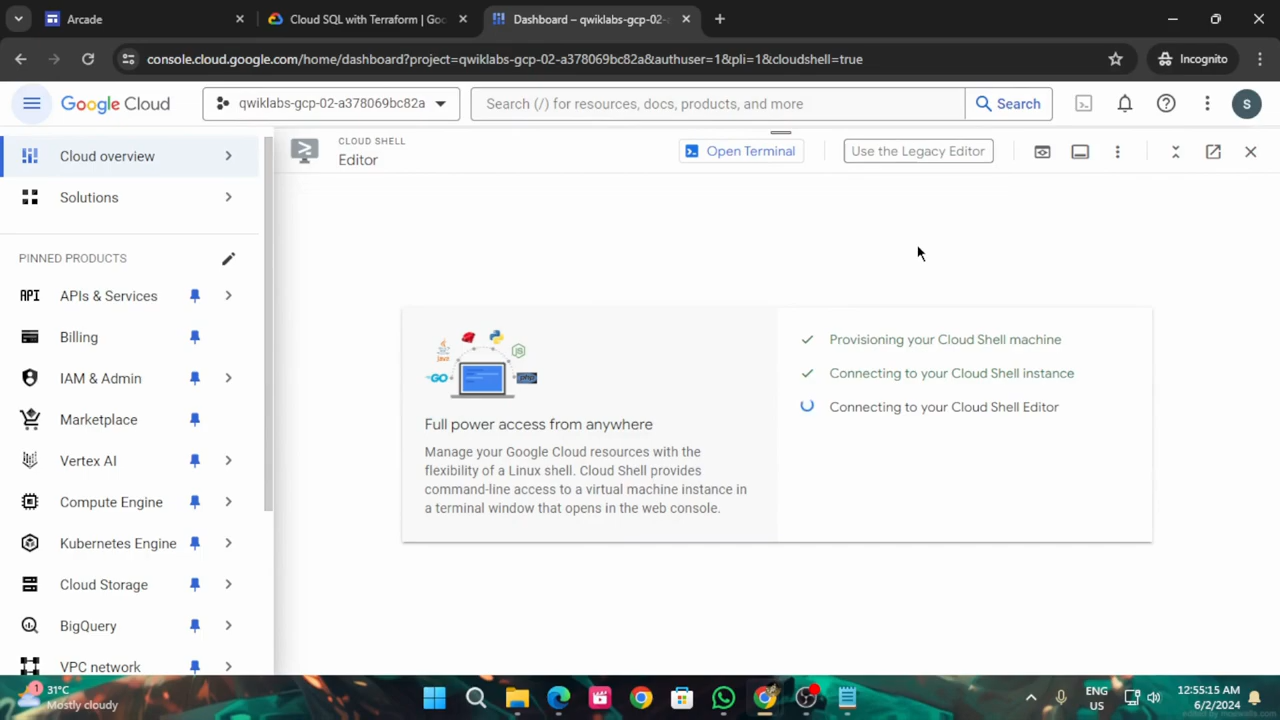 Arcade
Cloud SQL with Terraform | Goo
Dashboard – qwiklabs-gcp-02-
console.cloud.google.com/home/dashboard?project=qwiklabs-gcp-02-a378069bc82a&authuser=1&pli=1&cloudshell=true
Incognito
Google Cloud
qwiklabs-gcp-02-a378069bc82a
Search (/) for resources, docs, products, and more
Search
S
Cloud overview
Solutions
PINNED PRODUCTS
API APIs & Services
Billing
IAM & Admin
Marketplace
Vertex AI
Compute Engine
Kubernetes Engine
Cloud Storage
BigQuery
VPC network
CLOUD SHELL
Editor
Open Terminal
Use the Legacy Editor
Java
GO
php
Full power access from anywhere
Manage your Google Cloud resources with the
flexibility of a Linux shell. Cloud Shell provides
command-line access to a virtual machine instance in
a terminal window that opens in the web console.
Provisioning your Cloud Shell machine
Connecting to your Cloud Shell instance
Connecting to your Cloud Shell Editor
1
31°C
Mostly cloudy
ENG
US
12:55:15 AM
6/2/2024